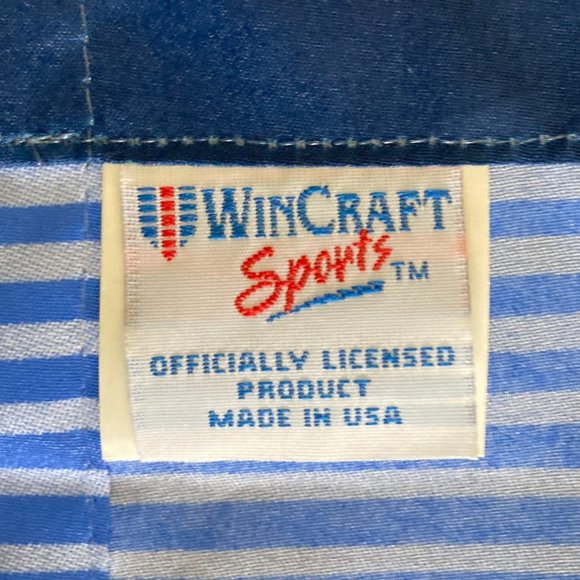 WINCRAFT
Sports TM
OFFICIALLY LICENSED
PRODUCT
MADE IN USA